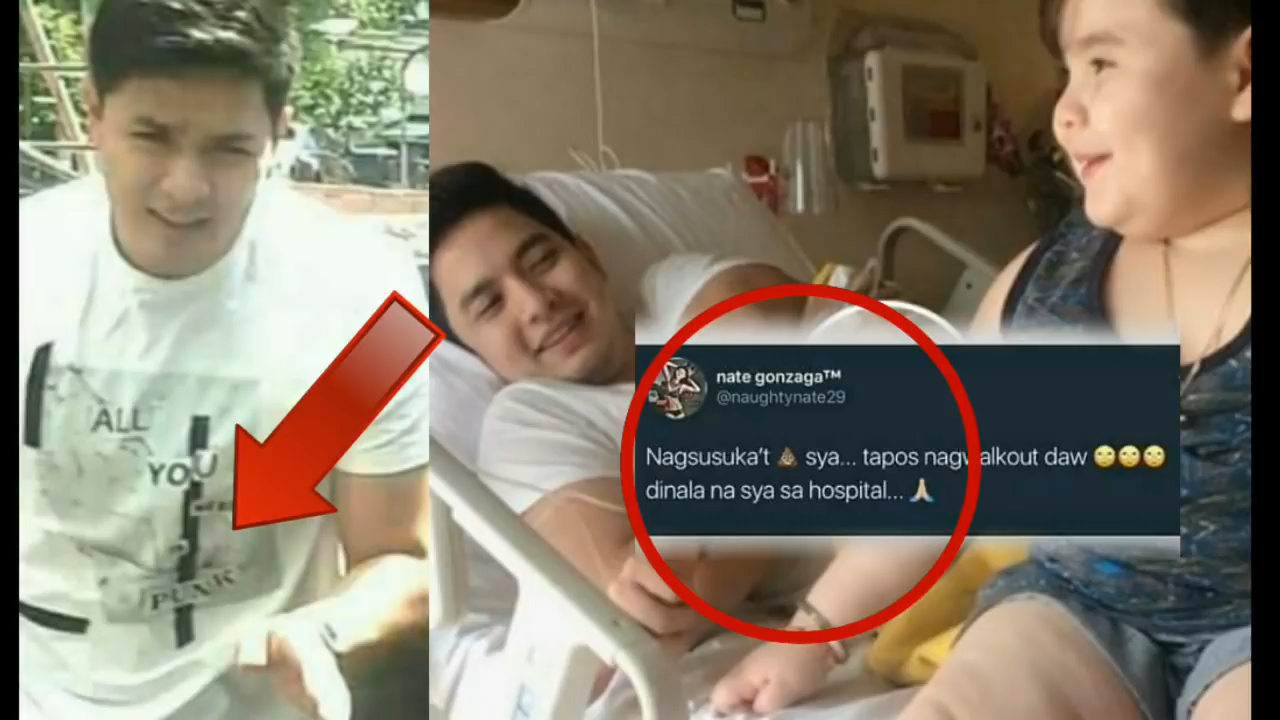 ALL
YOU
PUNK
nate gonzaga™
@naughtynate29
Nagsusuka't 💩 sya... tapos nagwalkout daw 🙄🙄🙄
dinala na sya sa hospital... 🙏🏻